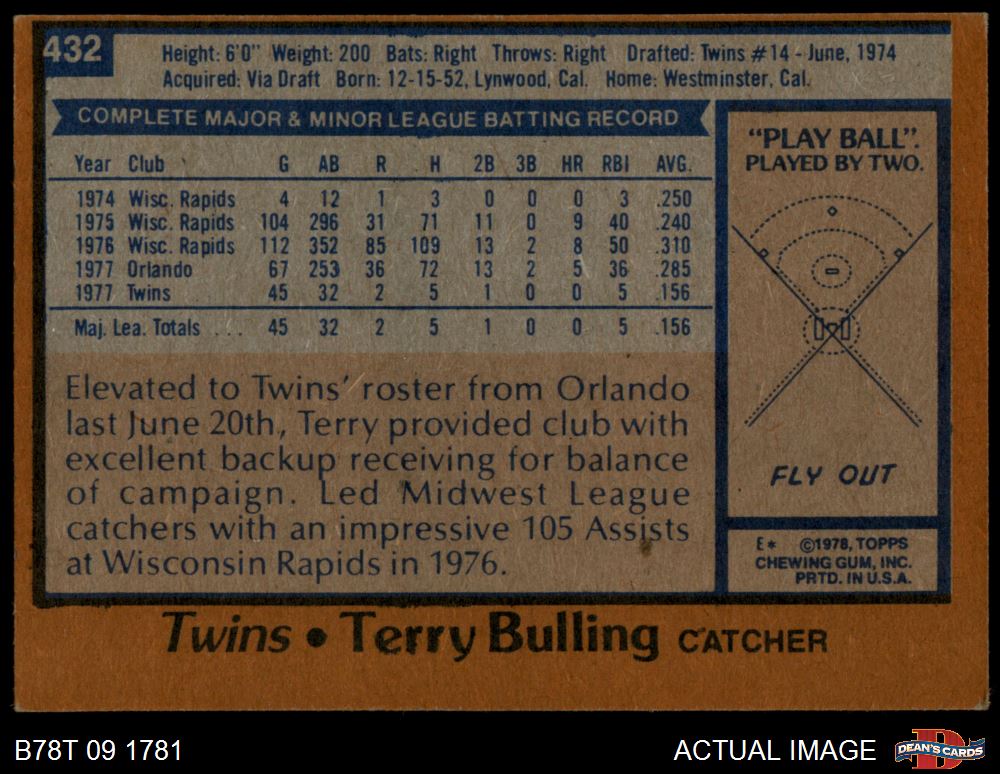 432
Height: 6'0" Weight: 200 Bats: Right Throws: Right Drafted: Twins #14 - June, 1974
Acquired: Via Draft Born: 12-15-52, Lynwood, Cal. Home: Westminster, Cal.
COMPLETE MAJOR & MINOR LEAGUE BATTING RECORD
Year Club G AB R H 2B 3B HR RBI AVG.
1974 Wisc. Rapids 4 12 1 3 0 0 0 3 .250
1975 Wisc. Rapids 104 296 31 71 11 0 9 40 .240
1976 Wisc. Rapids 112 352 85 109 13 2 8 50 .310
1977 Orlando 67 253 36 72 13 2 5 36 .285
1977 Twins 45 32 2 5 1 0 0 5 .156
Maj. Lea. Totals ... 45 32 2 5 1 0 0 5 .156
Elevated to Twins' roster from Orlando
last June 20th, Terry provided club with
excellent backup receiving for balance
of campaign. Led Midwest League
catchers with an impressive 105 Assists
at Wisconsin Rapids in 1976.
"PLAY BALL".
PLAYED BY TWO.
FLY OUT
E* ©1978, TOPPS
CHEWING GUM, INC.
PRTD. IN U.S.A.
Twins • Terry Bulling CATCHER
B78T 09 1781
ACTUAL IMAGE
D
DEAN'S CARDS